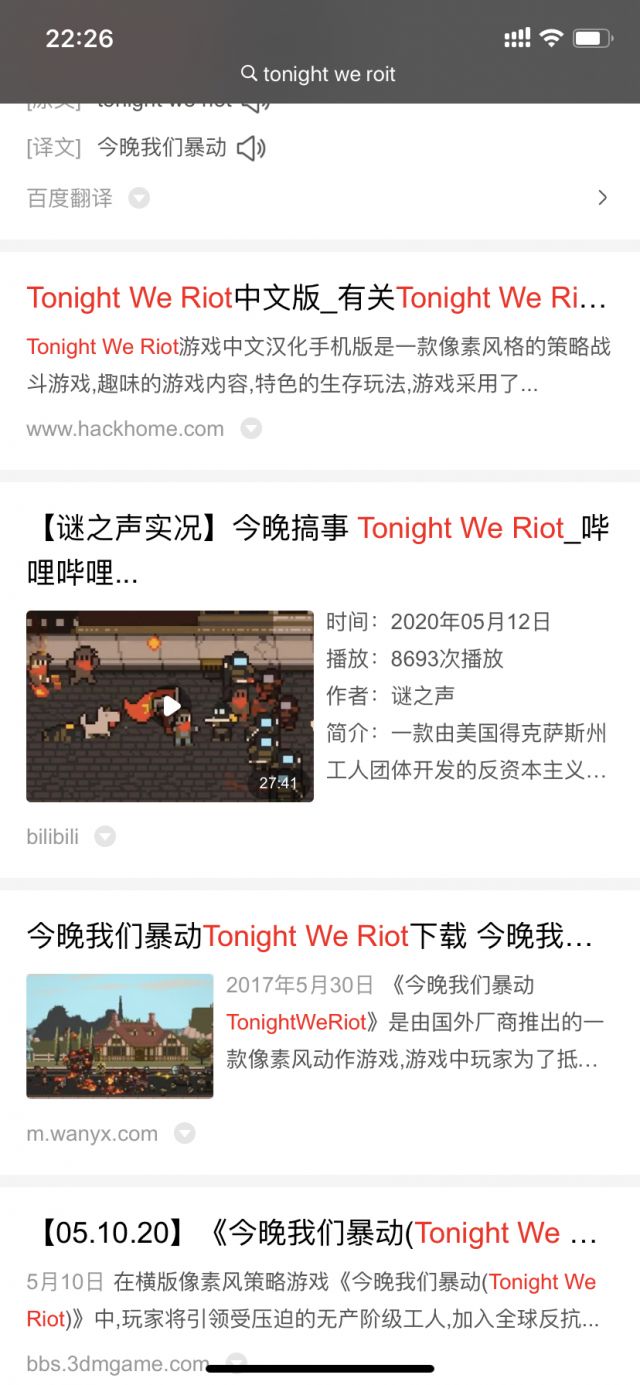 22:26
tonight we roit
[原文] tonight we riot
[译文] 今晚我们暴动
百度翻译
Tonight We Riot中文版_有关Tonight We Ri...
Tonight We Riot游戏中文汉化手机版是一款像素风格的策略战
斗游戏,趣味的游戏内容,特色的生存玩法,游戏采用了...
www.hackhome.com
【谜之声实况】今晚搞事 Tonight We Riot_哔
哩哔哩...
时间：2020年05月12日
播放：8693次播放
作者：谜之声
简介：一款由美国得克萨斯州
工人团体开发的反资本主义...
27:41
bilibili
今晚我们暴动Tonight We Riot下载 今晚我...
2017年5月30日 《今晚我们暴动
TonightWeRiot》是由国外厂商推出的一
款像素风动作游戏,游戏中玩家为了抵...
m.wanyx.com
【05.10.20】《今晚我们暴动(Tonight We ...
5月10日 在横版像素风策略游戏《今晚我们暴动(Tonight We
Riot)》中,玩家将引领受压迫的无产阶级工人,加入全球反抗...
bbs.3dmgame.com